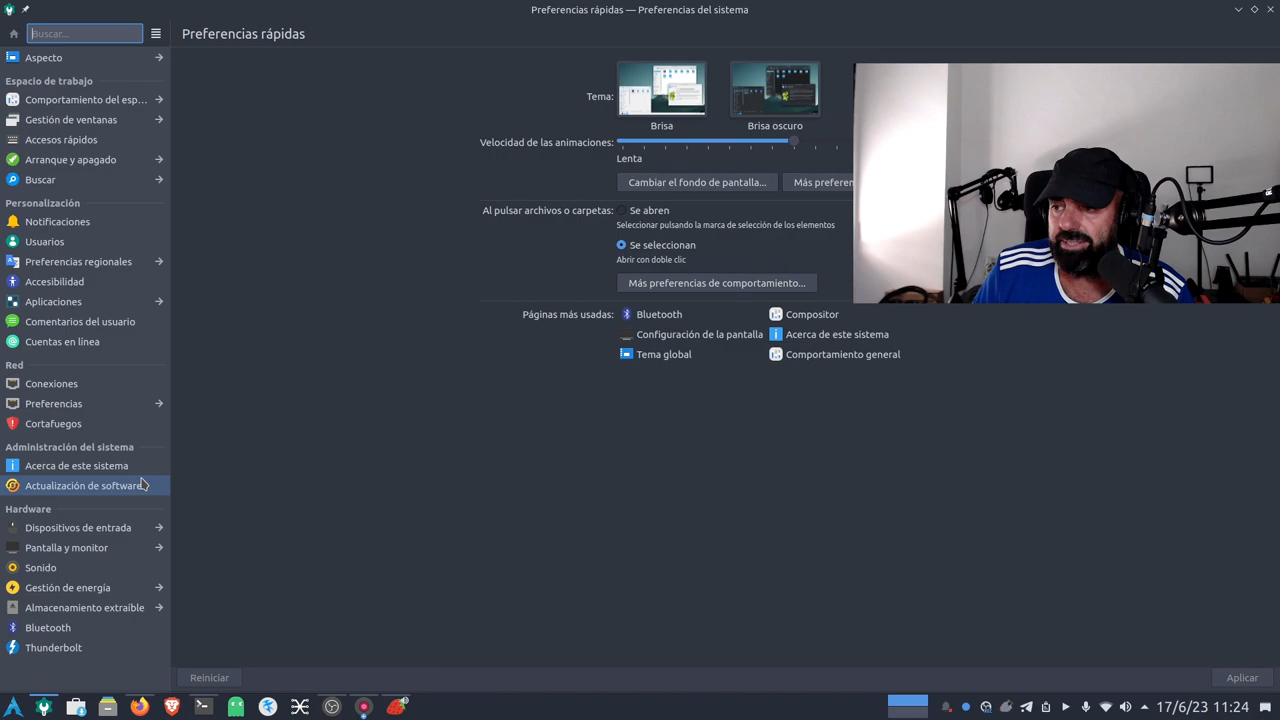 Preferencias rápidas — Preferencias del sistema
Buscar...
Preferencias rápidas
Aspecto
Espacio de trabajo
Comportamiento del esp...
Gestión de ventanas
Accesos rápidos
Arranque y apagado
Buscar
Personalización
Notificaciones
Usuarios
Preferencias regionales
Accesibilidad
Aplicaciones
Comentarios del usuario
Cuentas en línea
Red
Conexiones
Preferencias
Cortafuegos
Administración del sistema
Acerca de este sistema
Actualización de software
Hardware
Dispositivos de entrada
Pantalla y monitor
Sonido
Gestión de energía
Almacenamiento extraíble
Bluetooth
Thunderbolt
Tema:
Brisa
Brisa oscuro
Velocidad de las animaciones:
Lenta
Cambiar el fondo de pantalla...
Más preferen
Al pulsar archivos o carpetas:
Se abren
Seleccionar pulsando la marca de selección de los elementos
Se seleccionan
Abrir con doble clic
Más preferencias de comportamiento...
Páginas más usadas:
Bluetooth
Compositor
Configuración de la pantalla
Acerca de este sistema
Tema global
Comportamiento general
Reiniciar
Aplicar
17/6/23 11:24